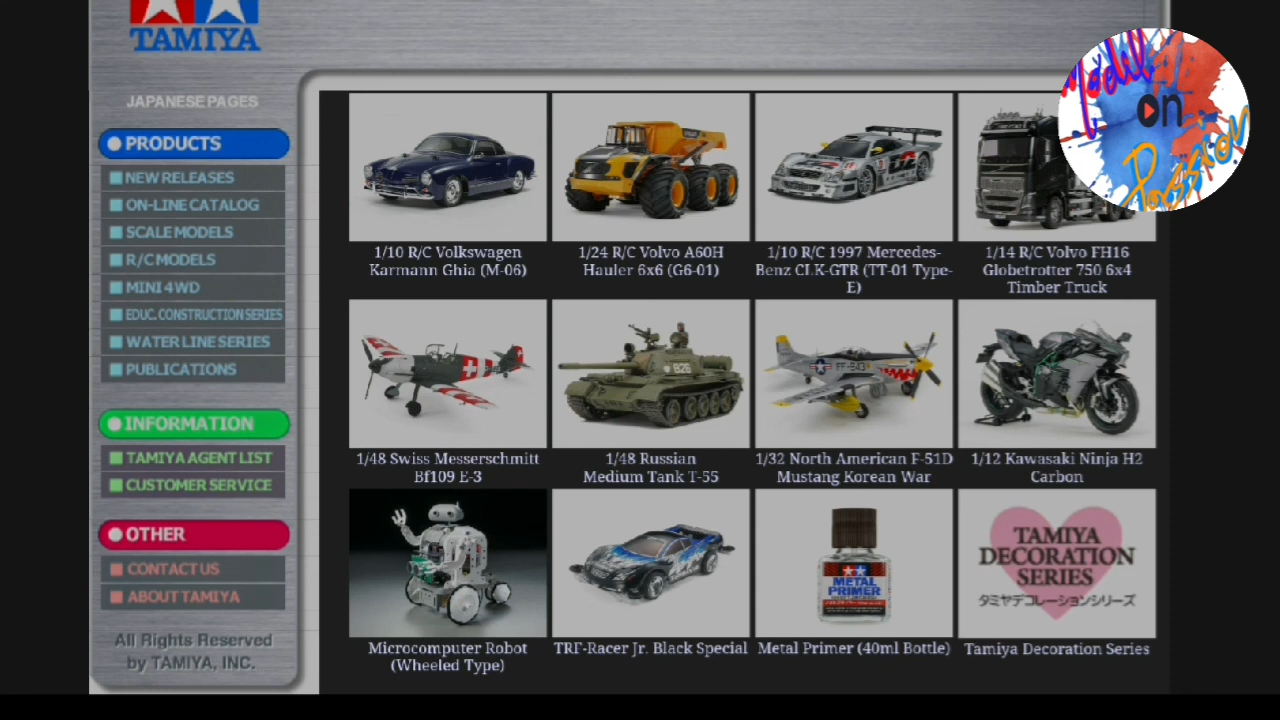 TAMIYA
JAPANESE PAGES
PRODUCTS
NEW RELEASES
ON-LINE CATALOG
SCALE MODELS
R/C MODELS
MINI 4WD
EDUC. CONSTRUCTION SERIES
WATER LINE SERIES
PUBLICATIONS
INFORMATION
TAMIYA AGENT LIST
CUSTOMER SERVICE
OTHER
CONTACT US
ABOUT TAMIYA
All Rights Reserved
by TAMIYA, INC.
Model
on
Passion
1/10 R/C Volkswagen
Karmann Ghia (M-06)
1/24 R/C Volvo A60H
Hauler 6x6 (G6-01)
1/10 R/C 1997 Mercedes-
Benz CLK-GTR (TT-01 Type-
E)
1/14 R/C Volvo FH16
Globetrotter 750 6x4
Timber Truck
826
FF-943
1/48 Swiss Messerschmitt
Bf109 E-3
1/48 Russian
Medium Tank T-55
1/32 North American F-51D
Mustang Korean War
1/12 Kawasaki Ninja H2
Carbon
TAMIYA
METAL
PRIMER
TAMIYA
DECORATION
SERIES
タミヤデコレーションシリーズ
Microcomputer Robot
(Wheeled Type)
TRF-Racer Jr. Black Special
Metal Primer (40ml Bottle)
Tamiya Decoration Series